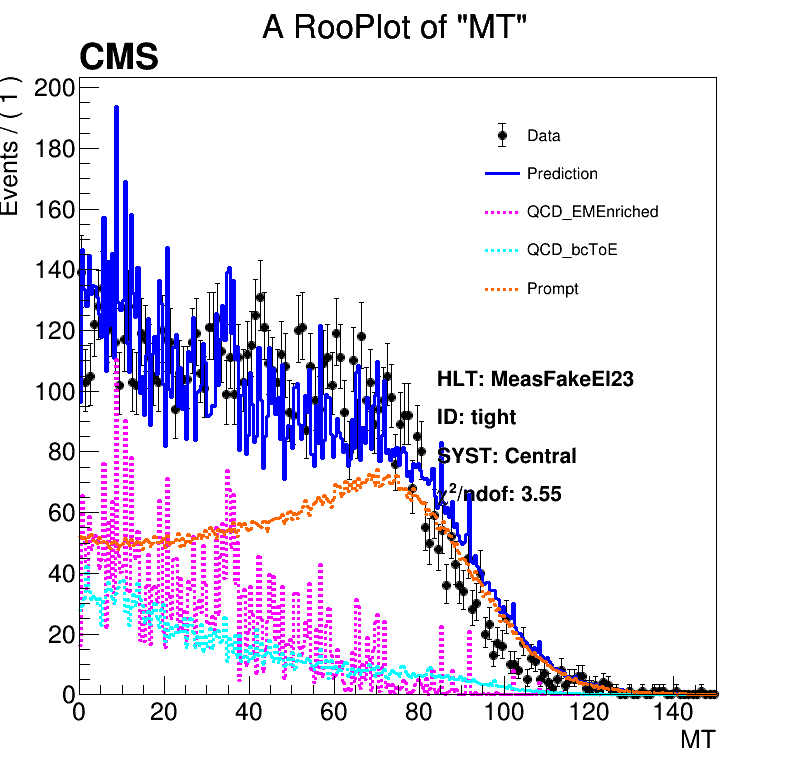 A RooPlot of "MT"
CMS
Events / ( 1 )
200
180
160
140
120
100
80
60
40
20
0
Data
Prediction
QCD_EMEnriched
QCD_bcToE
Prompt
HLT: MeasFakeEl23
ID: tight
SYST: Central
χ²/ndof: 3.55
0 20 40 60 80 100 120 140
MT